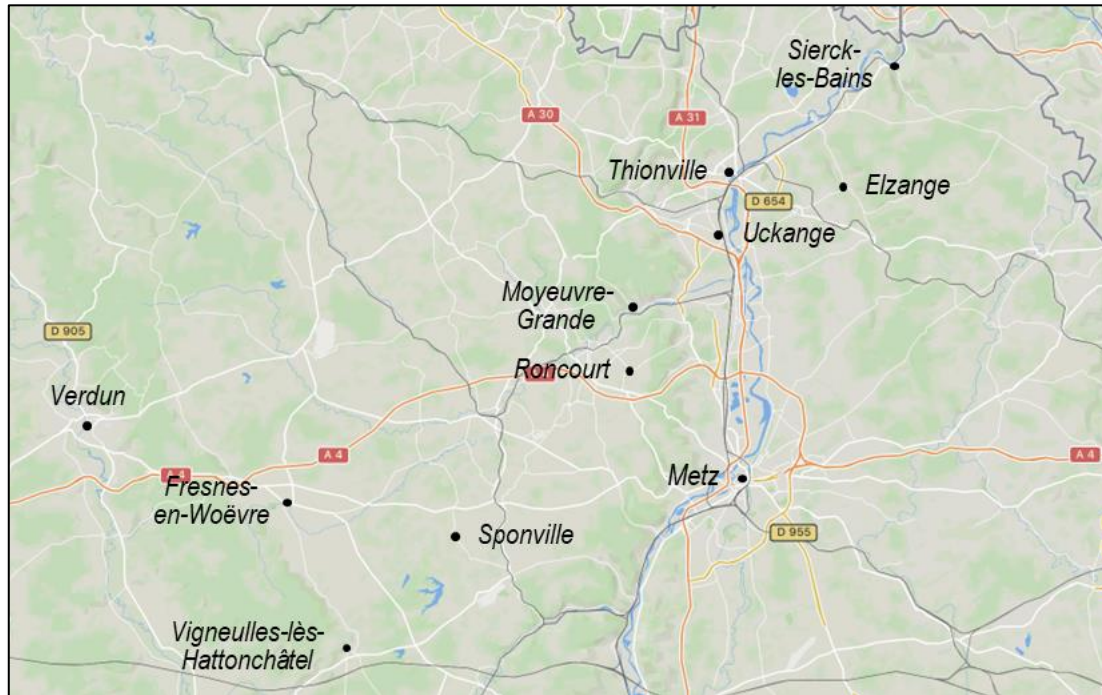 Sierck-
les-Bains
A 30
A 31
Thionville
Elzange
D 654
Uckange
Moyeuvre-
Grande
D 905
Roncourt
Verdun
A 4
A 4
A 4
Metz
Fresnes-
en-Woëvre
Sponville
D 955
Vigneulles-lès-
Hattonchâtel